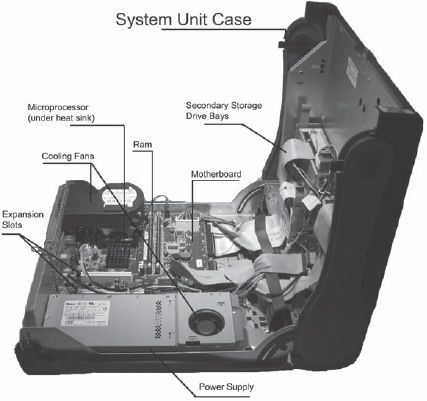 System Unit Case
Microprocessor
(under heat sink)
Secondary Storage
Drive Bays
Ram
Cooling Fans
Motherboard
Expansion
Slots
Power Supply